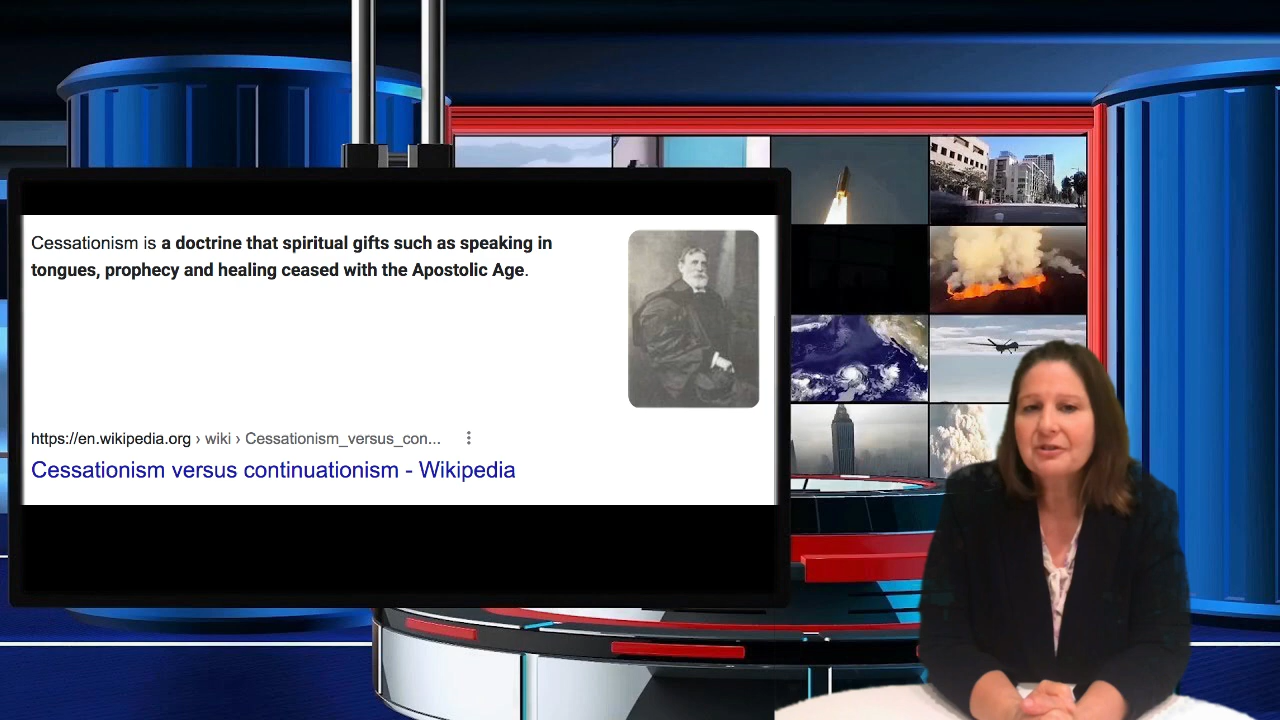 Cessationism is a doctrine that spiritual gifts such as speaking in
tongues, prophecy and healing ceased with the Apostolic Age.
https://en.wikipedia.org › wiki › Cessationism_versus_con...
Cessationism versus continuationism - Wikipedia